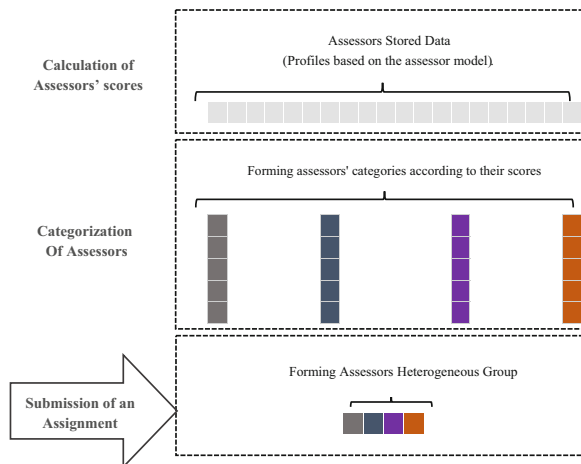 Calculation of
Assessors' scores
Assessors Stored Data
(Profiles based on the assessor model).
Categorization
Of Assessors
Forming assessors' categories according to their scores
Submission of an
Assignment
Forming Assessors Heterogeneous Group